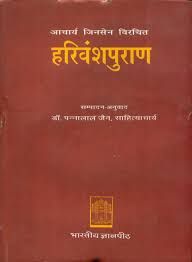 आचार्य जिनसेन विरचित
हरिवंशपुराण
सम्पादन-अनुवाद
डॉ. पन्नालाल जैन, साहित्याचार्य
भारतीय ज्ञानपीठ